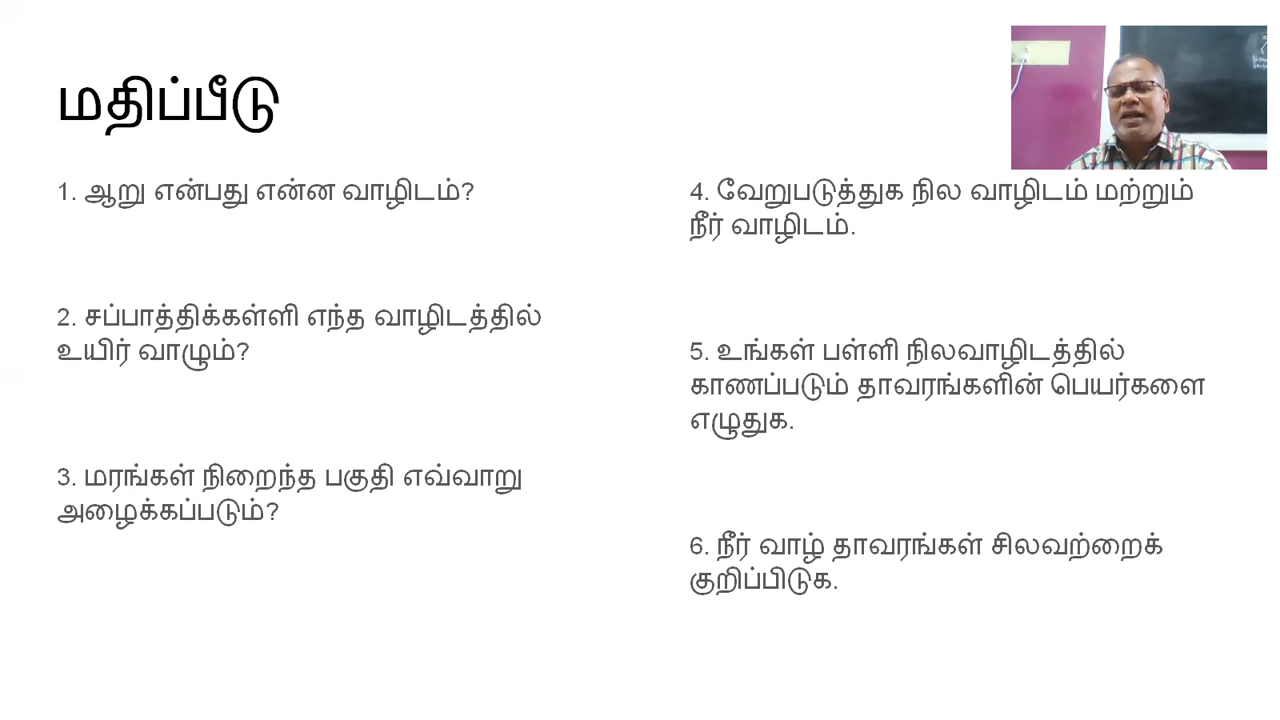 மதிப்பீடு
1. ஆறு என்பது என்ன வாழிடம்?
2. சப்பாத்திக்கள்ளி எந்த வாழிடத்தில்
உயிர் வாழும்?
3. மரங்கள் நிறைந்த பகுதி எவ்வாறு
அழைக்கப்படும்?
4. வேறுபடுத்துக நில வாழிடம் மற்றும்
நீர் வாழிடம்.
5. உங்கள் பள்ளி நிலவாழிடத்தில்
காணப்படும் தாவரங்களின் பெயர்களை
எழுதுக.
6. நீர் வாழ் தாவரங்கள் சிலவற்றைக்
குறிப்பிடுக.